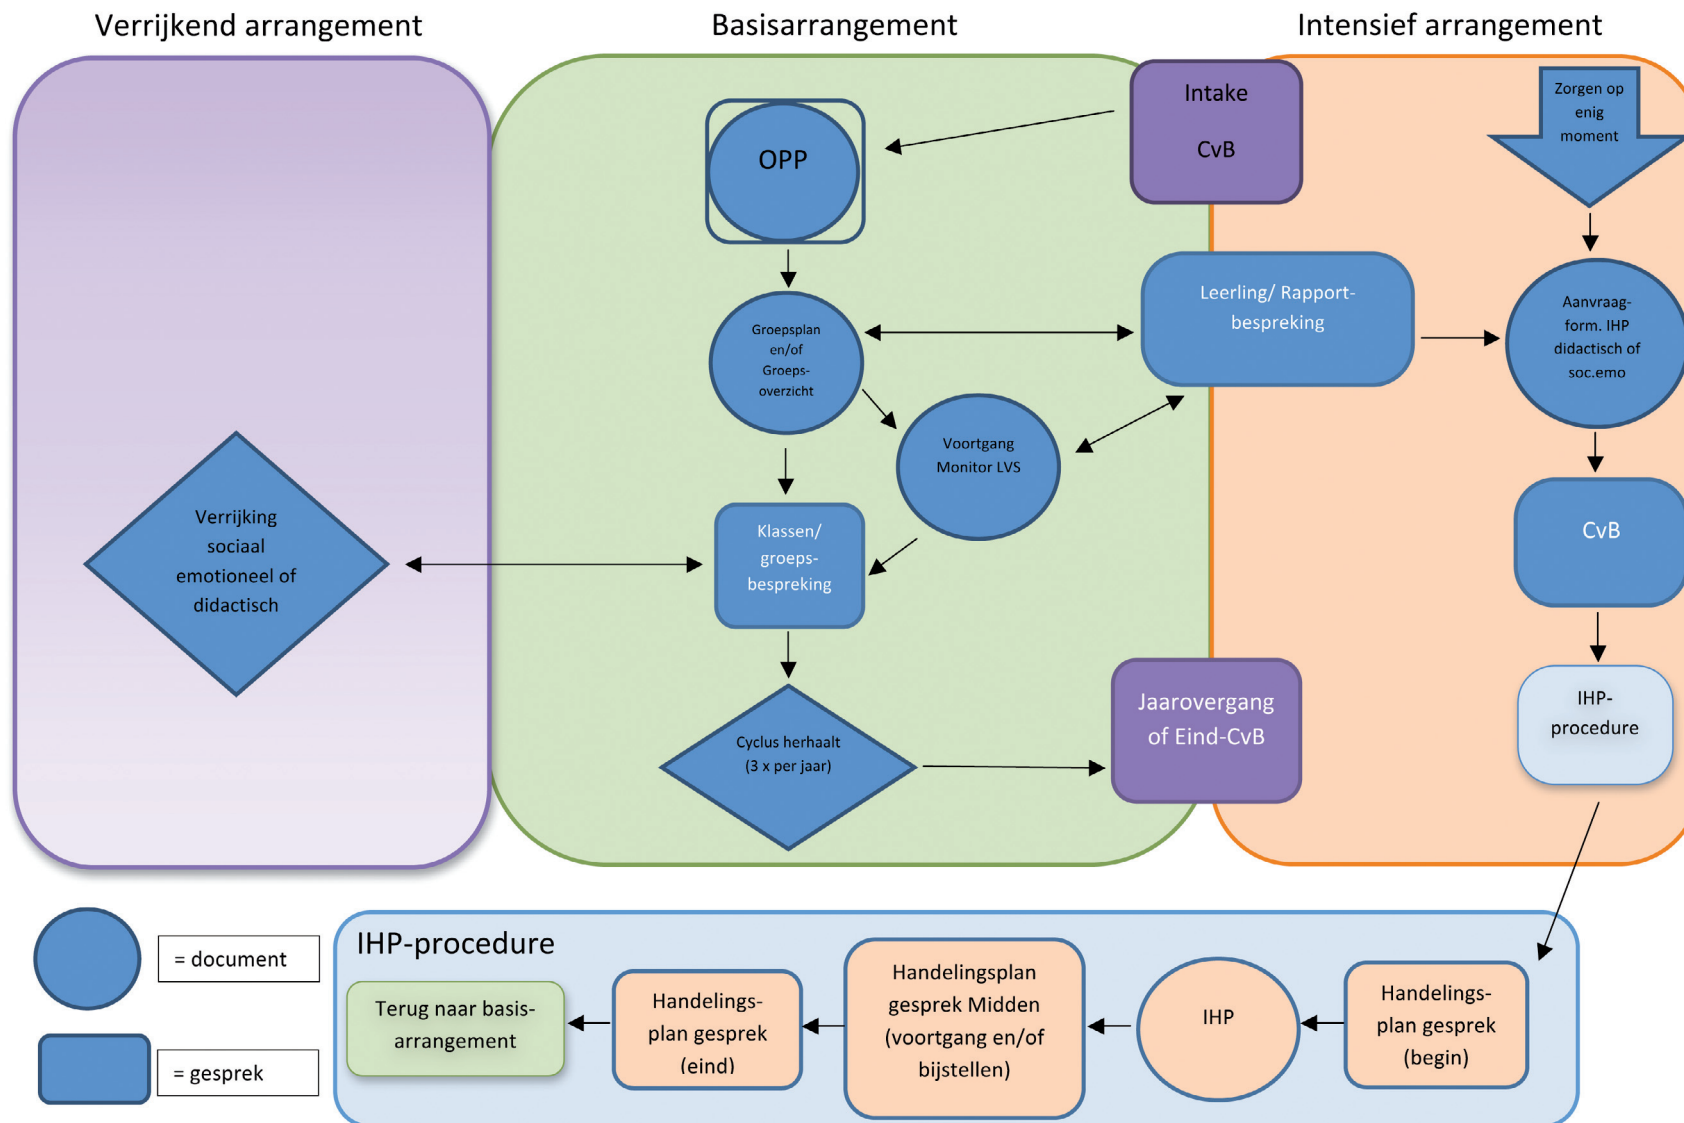 Verrijkend arrangement
Basisarrangement
Intensief arrangement
Intake
CvB
Zorgen op
enig
moment
OPP
Leerling/ Rapport-
bespreking
Aanvraag-
form. IHP
didactisch of
soc.emo
Groepsplan
en/of
Groeps-
overzicht
Voortgang
Monitor LVS
Verrijking
sociaal
emotioneel of
didactisch
Klassen/
groeps-
bespreking
CvB
Cyclus herhaalt
(3 x per jaar)
Jaarovergang
of Eind-CvB
IHP-
procedure
= document
= gesprek
IHP-procedure
Terug naar basis-
arrangement
Handelings-
plan gesprek
(eind)
Handelingsplan
gesprek Midden
(voortgang en/of
bijstellen)
IHP
Handelings-
plan gesprek
(begin)